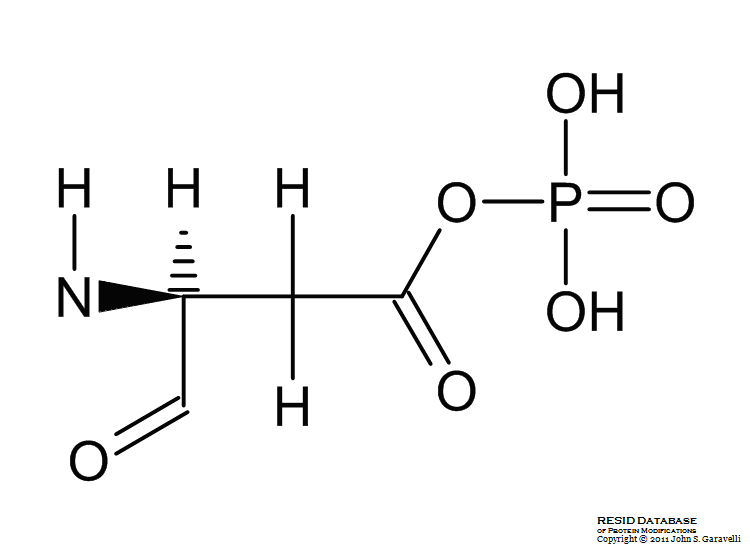 OH
H H H
O P O
N
OH
O
H
O
RESID DATABASE
OF PROTEIN MODIFICATIONS
Copyright © 2011 John S. Garavelli